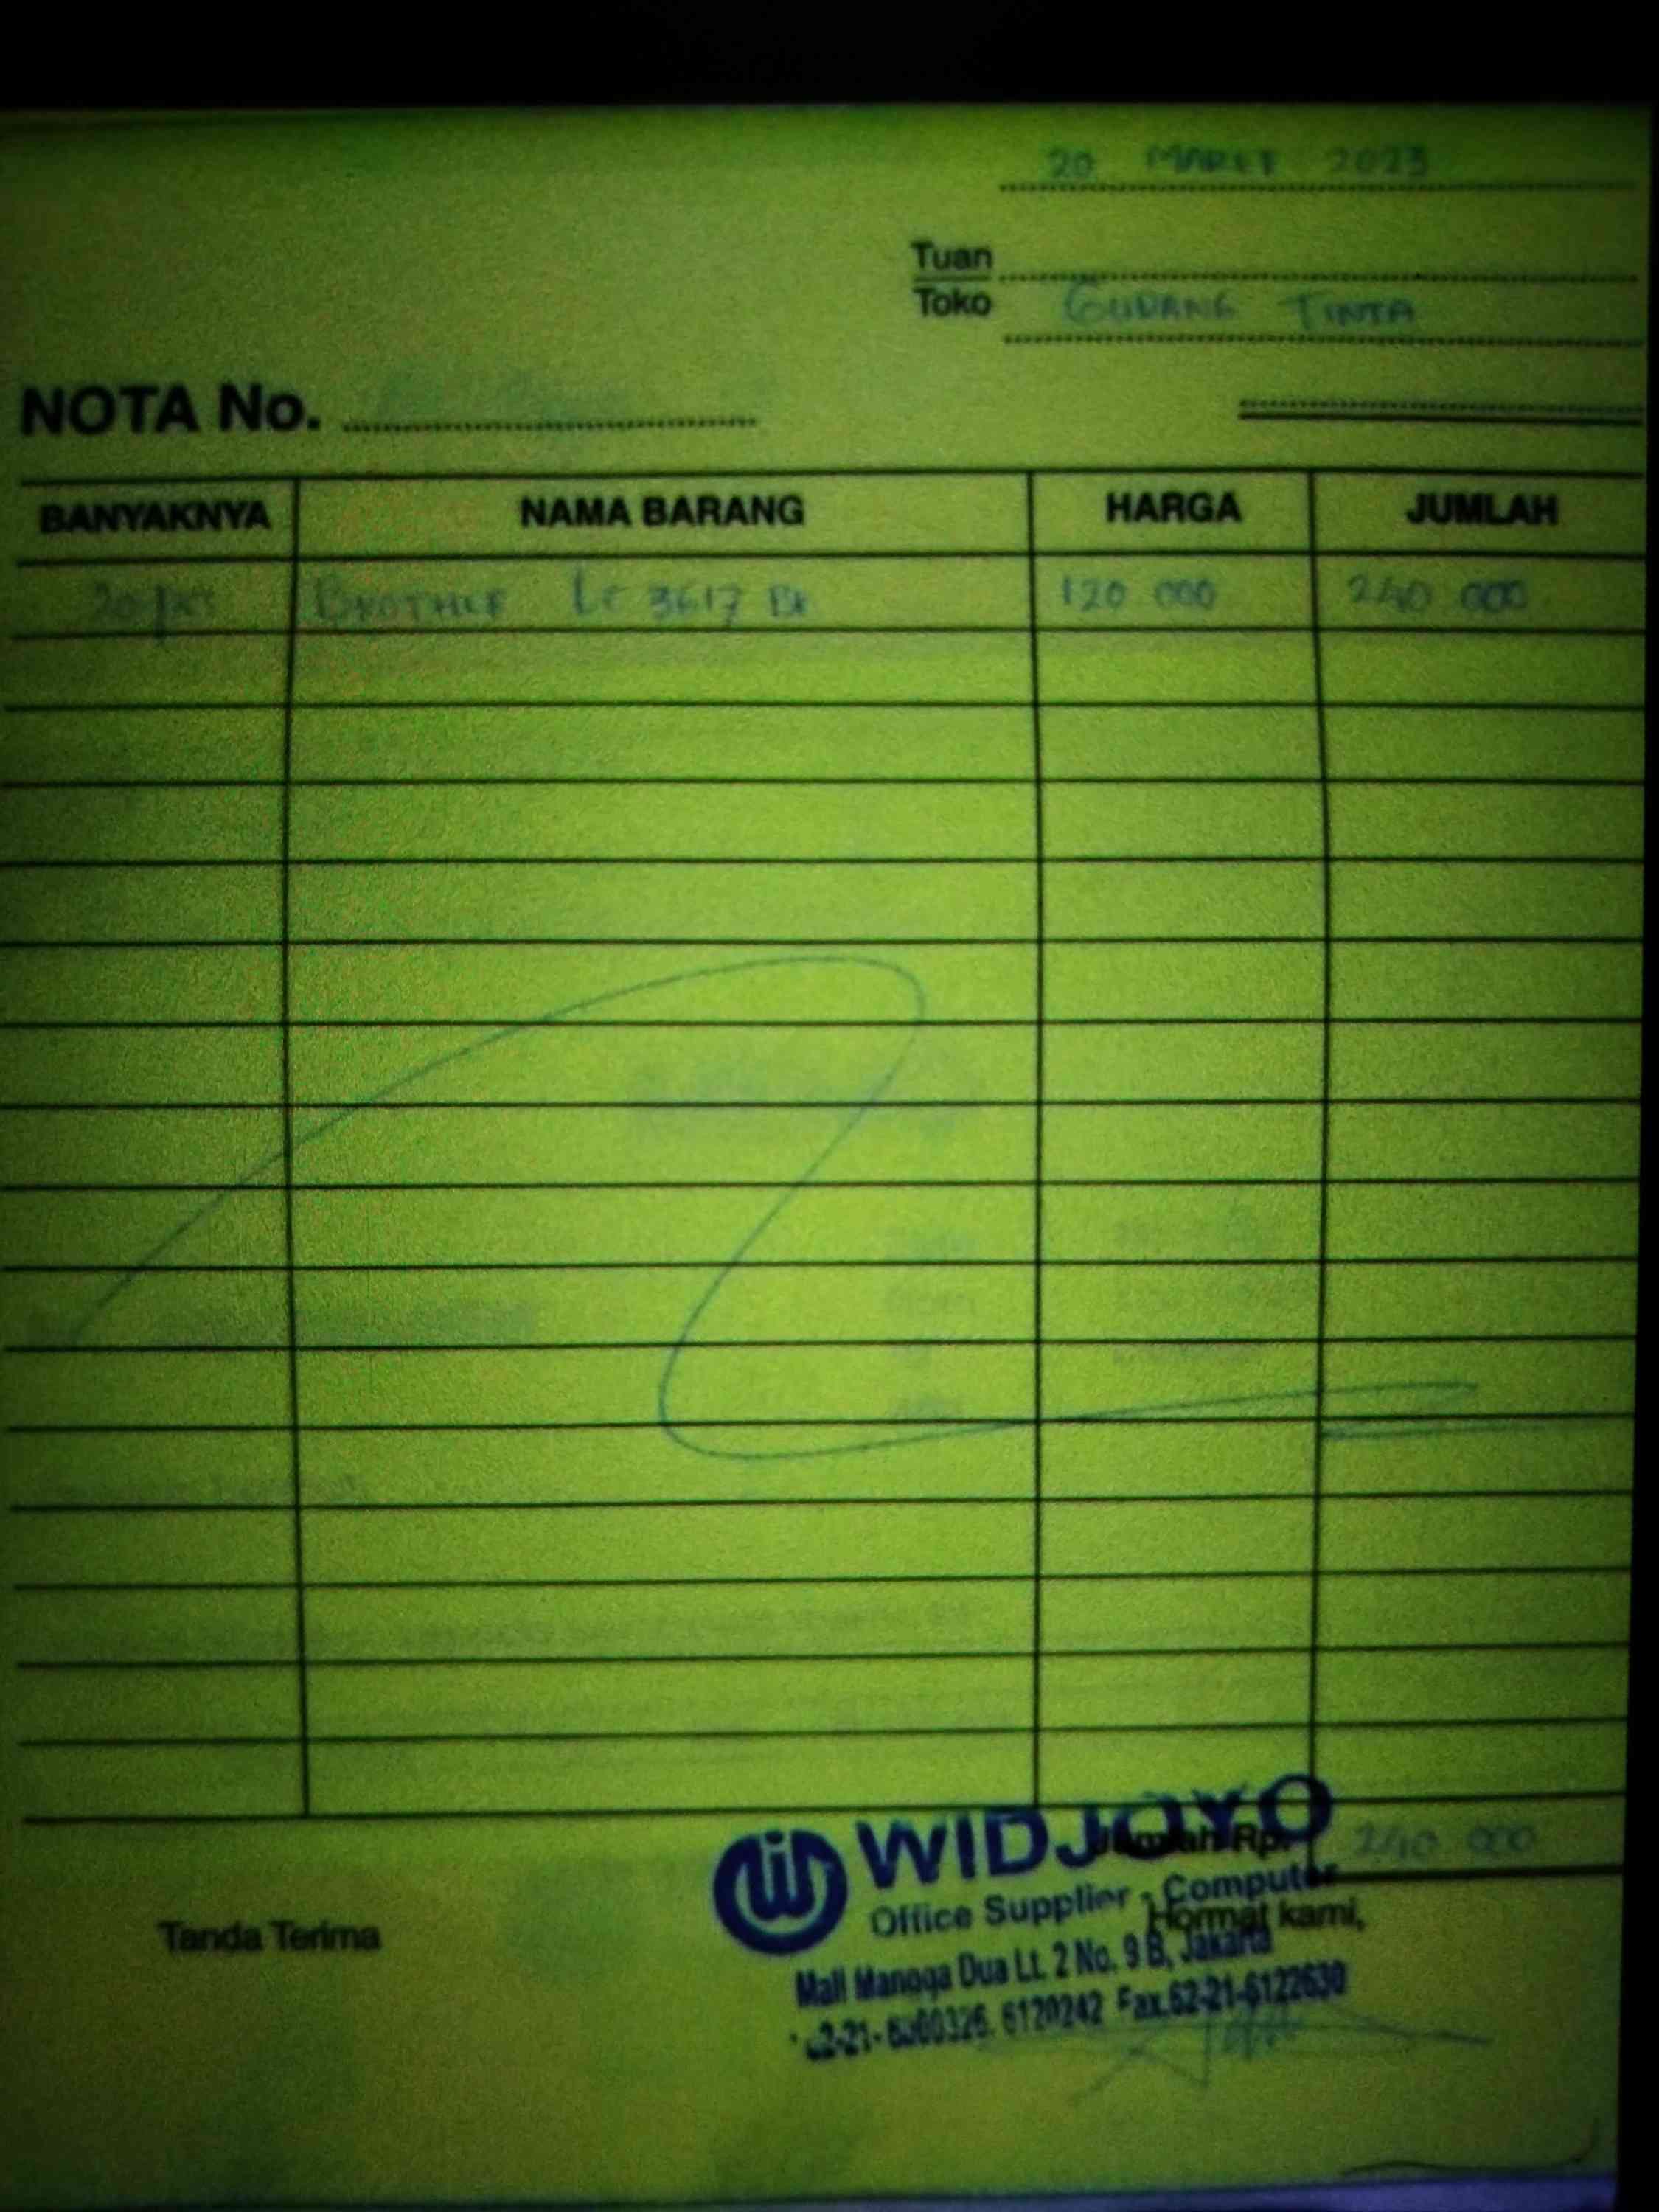 20 MARET 2023
Tuan
Toko GUDANG TINTA
NOTA No.
BANYAKNYA NAMA BARANG HARGA JUMLAH
BROTHER LC 3617 BK 120 000 240 000
WIDJOYO
Jumlah Rp. 240 000
Office Supplier - Computer
Tanda Terima Hormat kami,
Mall Mangga Dua Lt. 2 No. 9 B, Jakarta
6120242 Fax.62-21-6122630